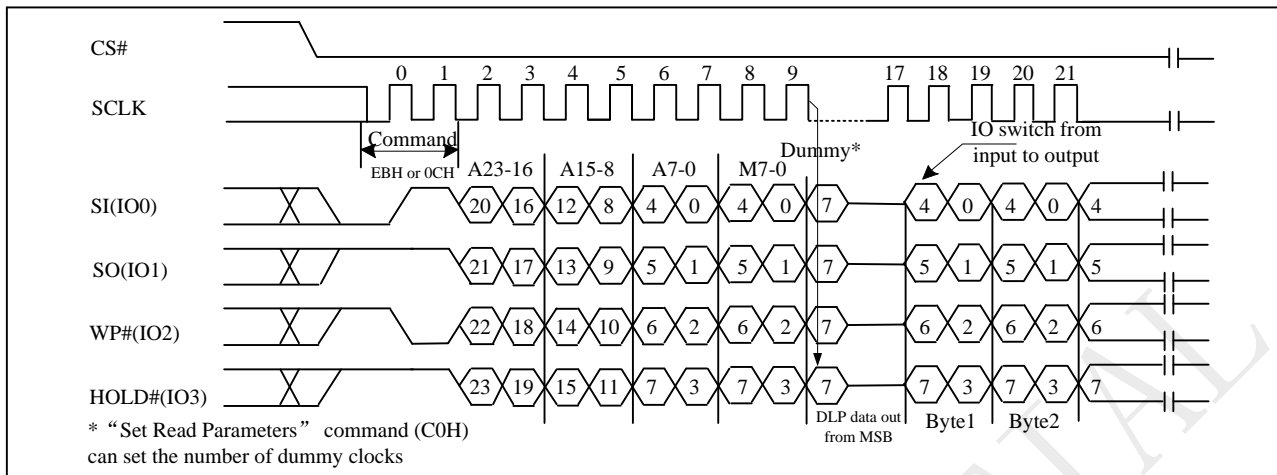 CS#
0 1 2 3 4 5 6 7 8 9 17 18 19 20 21
SCLK
Command
IO switch from
input to output
Dummy*
EBH or 0CH
A23-16 A15-8 A7-0 M7-0
SI(IO0) 20 16 12 8 4 0 4 0 7 4 0 4 0 4
SO(IO1) 21 17 13 9 5 1 5 1 7 5 1 5 1 5
WP#(IO2) 22 18 14 10 6 2 6 2 7 6 2 6 2 6
HOLD#(IO3) 23 19 15 11 7 3 7 3 7 7 3 7 3 7
DLP data out
from MSB
Byte1 Byte2
* “Set Read Parameters” command (C0H)
can set the number of dummy clocks